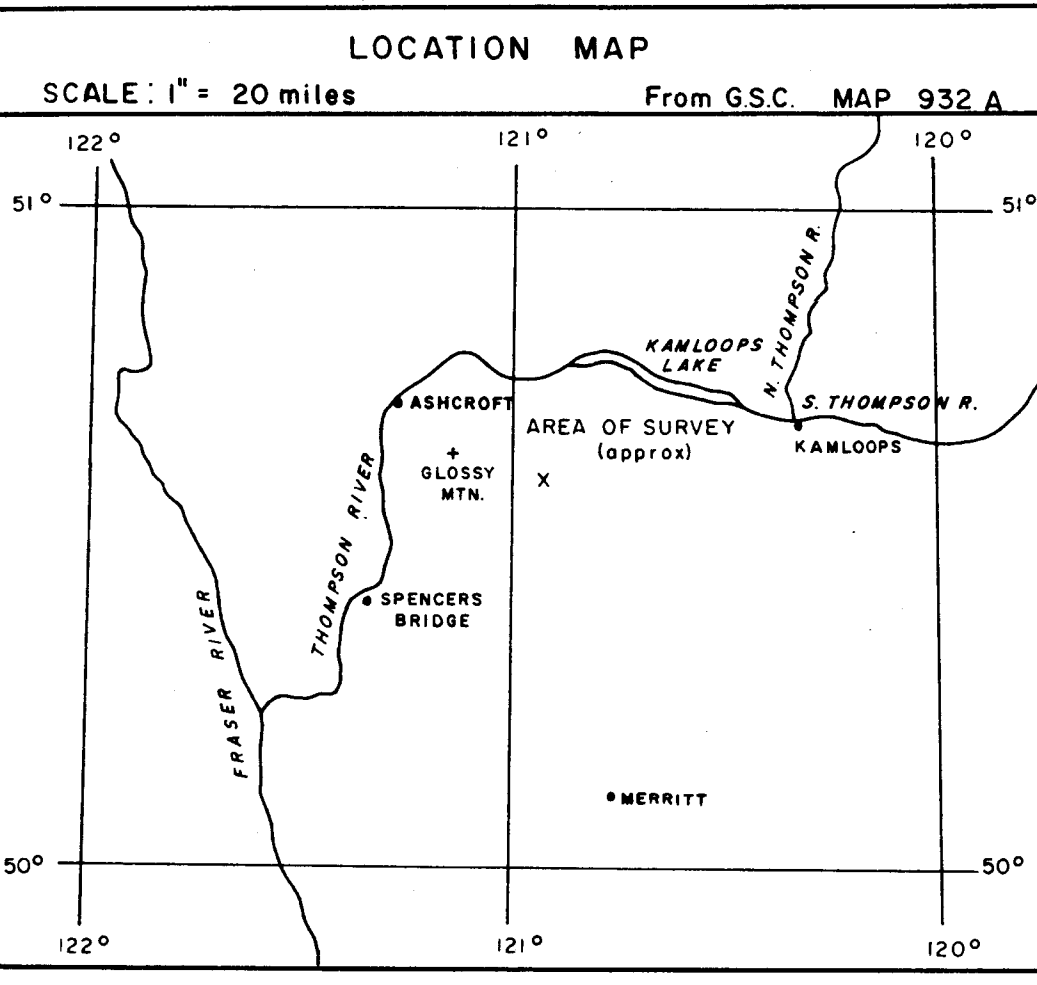 LOCATION MAP
SCALE: 1" = 20 miles
From G.S.C. MAP 932 A
122°
121°
120°
51°
51°
N. THOMPSON R.
KAMLOOPS
LAKE
ASHCROFT
S. THOMPSON R.
AREA OF SURVEY
(approx)
KAMLOOPS
+
GLOSSY
MTN.
X
THOMPSON RIVER
SPENCERS
BRIDGE
FRASER RIVER
MERRITT
50°
50°
122°
121°
120°